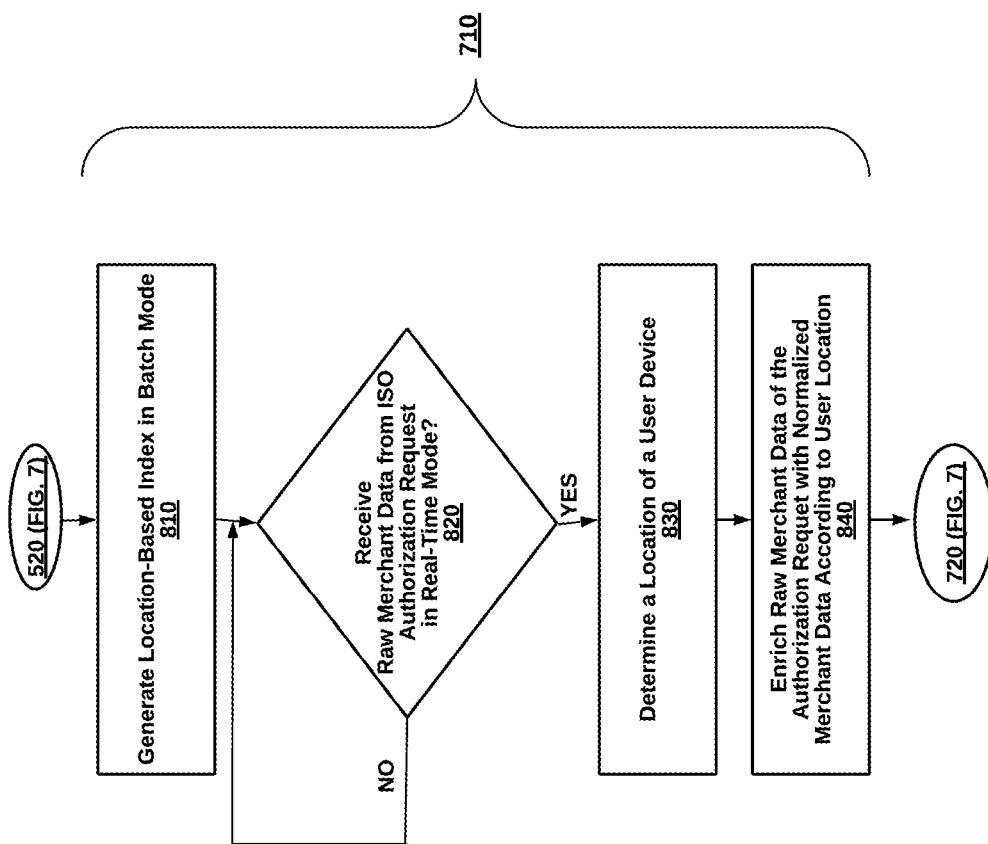 520 (FIG. 7)
Generate Location-Based Index in Batch Mode
810
Receive
Raw Merchant Data from ISO
Authorization Request
in Real-Time Mode?
820
NO
YES
Determine a Location of a User Device
830
Enrich Raw Merchant Data of the
Authorization Requet with Normalized
Merchant Data According to User Location
840
720 (FIG. 7)
710